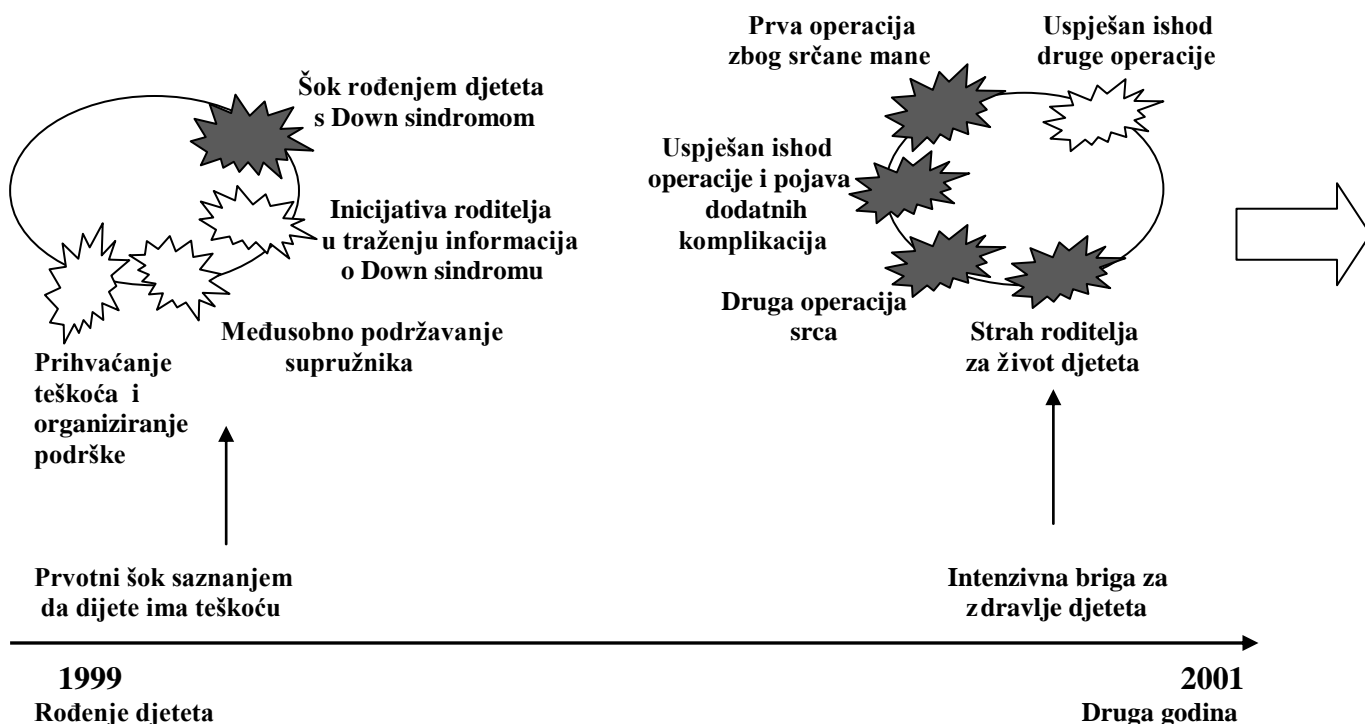 Prva operacija
zbog srčane mane
Uspješan ishod
druge operacije
Šok rođenjem djeteta
s Down sindromom
Uspješan ishod
operacije i pojava
dodatnih
komplikacija
Inicijativa roditelja
u traženju informacija
o Down sindromu
Druga operacija
srca
Međusobno podržavanje
supružnika
Strah roditelja
za život djeteta
Prihvaćanje
teškoća i
organiziranje
podrške
Prvotni šok saznanjem
da dijete ima teškoću
Intenzivna briga za
zdravlje djeteta
1999
Rođenje djeteta
2001
Druga godina